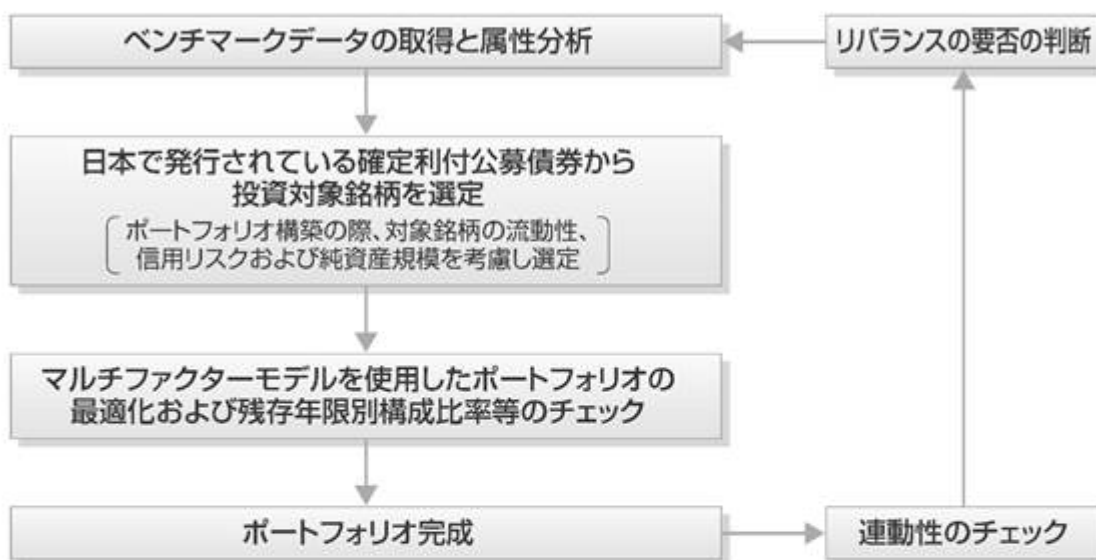 ベンチマークデータの取得と属性分析
リバランスの要否の判断
日本で発行されている確定利付公募債券から
投資対象銘柄を選定
ポートフォリオ構築の際、対象銘柄の流動性、
信用リスクおよび純資産規模を考慮し選定
マルチファクターモデルを使用したポートフォリオの
最適化および残存年限別構成比率等のチェック
ポートフォリオ完成
連動性のチェック